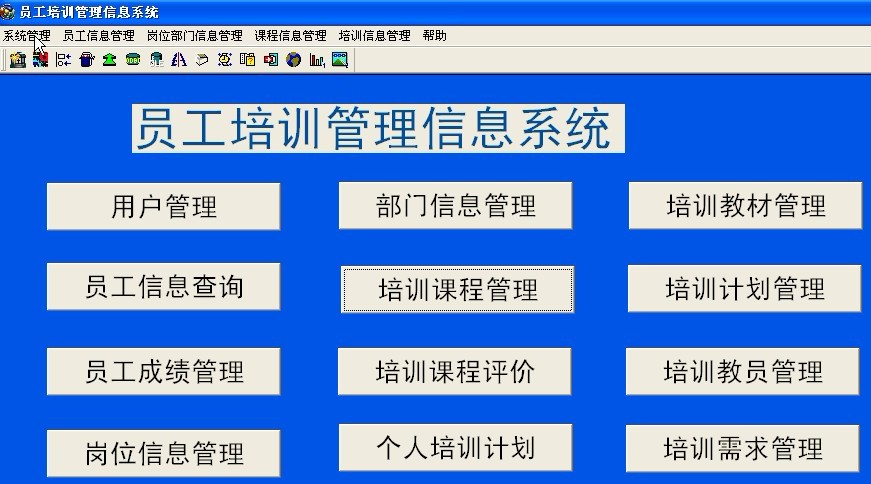 员工培训管理信息系统
系统管理 员工信息管理 岗位部门信息管理 课程信息管理 培训信息管理 帮助
员工培训管理信息系统
用户管理 部门信息管理 培训教材管理
员工信息查询 培训课程管理 培训计划管理
员工成绩管理 培训课程评价 培训教员管理
岗位信息管理 个人培训计划 培训需求管理